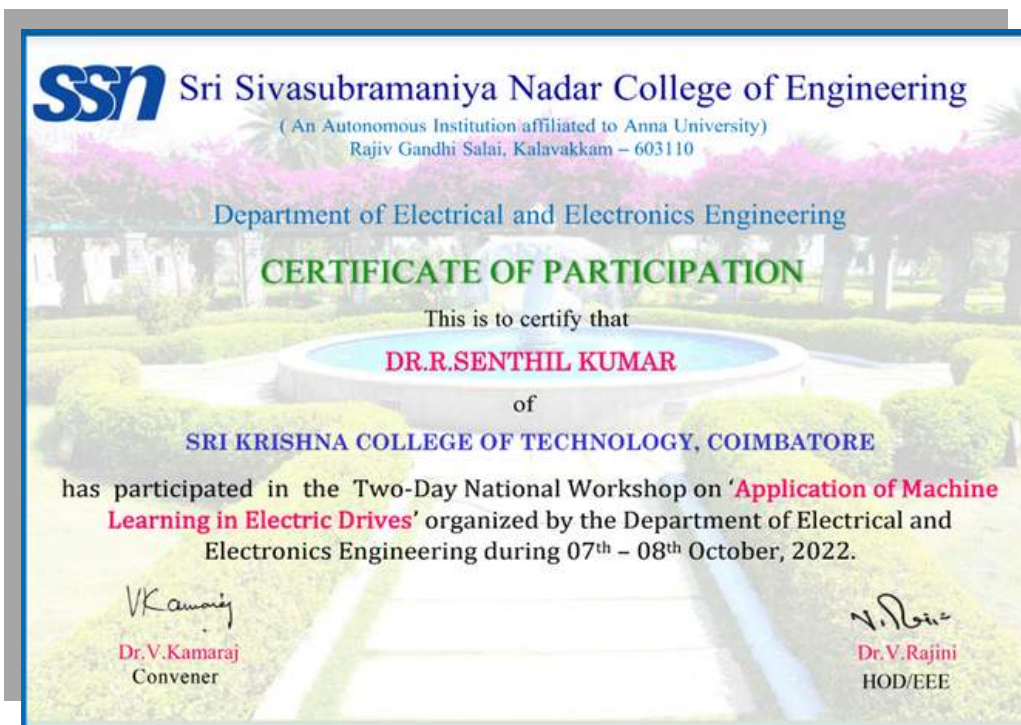 ssn Sri Sivasubramaniya Nadar College of Engineering
( An Autonomous Institution affiliated to Anna University)
Rajiv Gandhi Salai, Kalavakkam – 603110
Department of Electrical and Electronics Engineering
CERTIFICATE OF PARTICIPATION
This is to certify that
DR.R.SENTHIL KUMAR
of
SRI KRISHNA COLLEGE OF TECHNOLOGY, COIMBATORE
has participated in the Two-Day National Workshop on ‘Application of Machine
Learning in Electric Drives’ organized by the Department of Electrical and
Electronics Engineering during 07th – 08th October, 2022.
VKamaraj
Dr.V.Kamaraj
Convener
V. Rajini
Dr.V.Rajini
HOD/EEE